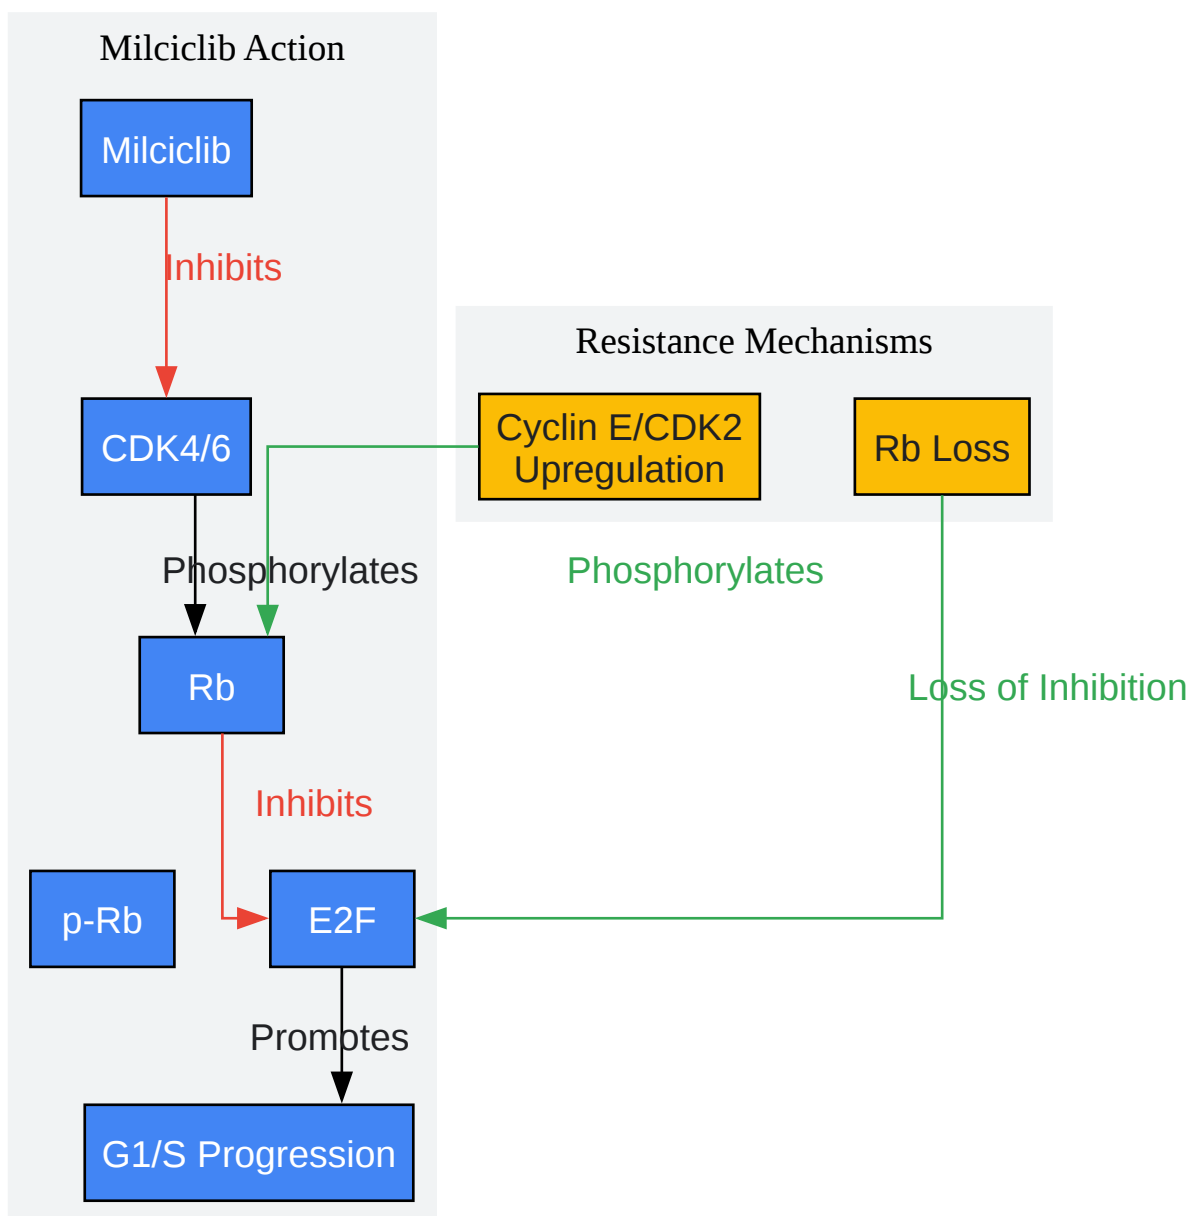 Milciclib Action
Milciclib
Inhibits
Resistance Mechanisms
CDK4/6
Cyclin E/CDK2
Upregulation
Rb Loss
Phosphorylates
Phosphorylates
Rb
Loss of Inhibition
Inhibits
p-Rb
E2F
Promotes
G1/S Progression